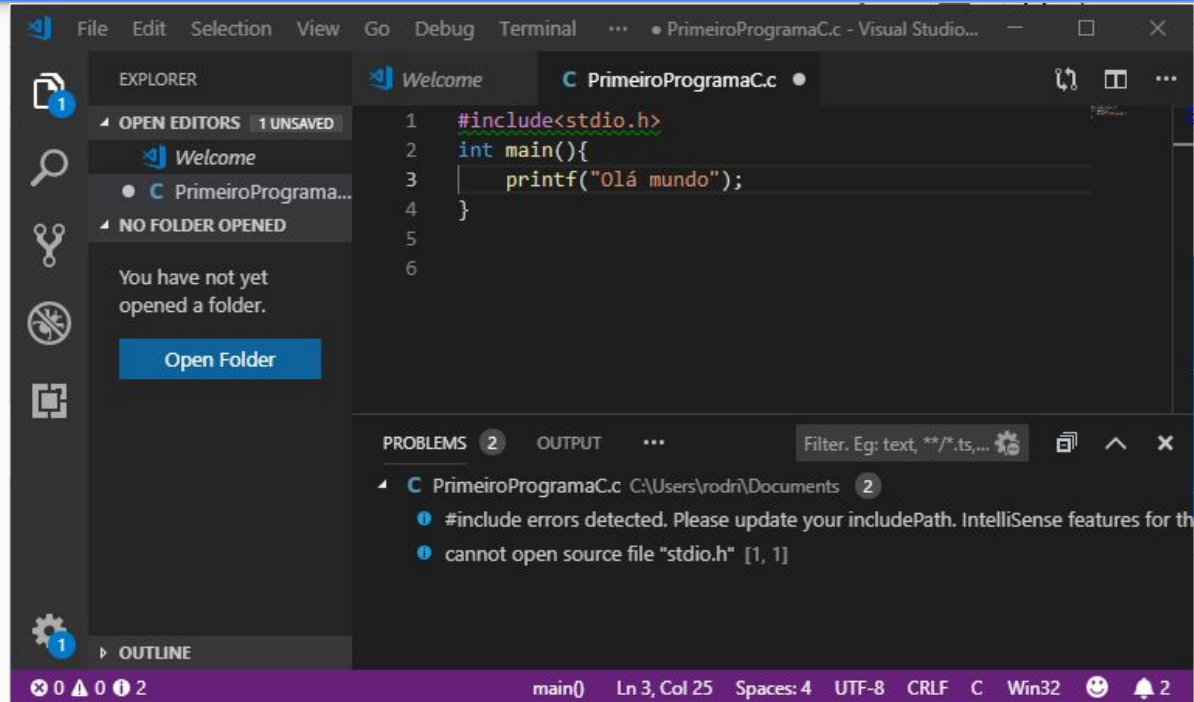 File Edit Selection View Go Debug Terminal ··· ● PrimeiroProgramaC.c - Visual Studio...
EXPLORER
OPEN EDITORS 1 UNSAVED
Welcome
C PrimeiroPrograma...
NO FOLDER OPENED
You have not yet
opened a folder.
Open Folder
OUTLINE
1
1
Welcome C PrimeiroProgramaC.c ● ···
1 #include<stdio.h>
2 int main(){
3 printf("Olá mundo");
4 }
5
6
PROBLEMS 2 OUTPUT ··· Filter. Eg: text, **/*.ts,...
C PrimeiroProgramaC.c C:\Users\rodri\Documents 2
#include errors detected. Please update your includePath. IntelliSense features for th
cannot open source file "stdio.h" [1, 1]
0 0 2 main() Ln 3, Col 25 Spaces: 4 UTF-8 CRLF C Win32 2